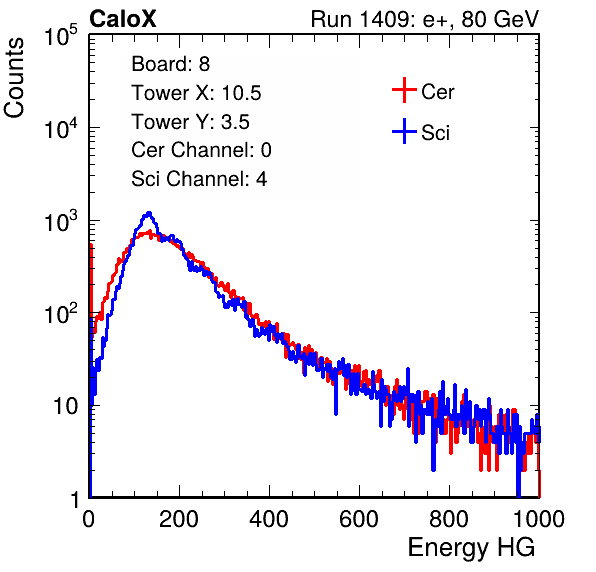 CaloX Run 1409: e+, 80 GeV
Counts
Board: 8
Tower X: 10.5
Tower Y: 3.5
Cer Channel: 0
Sci Channel: 4
Cer
Sci
10^5
10^4
10^3
10^2
10
1
0 200 400 600 800 1000
Energy HG